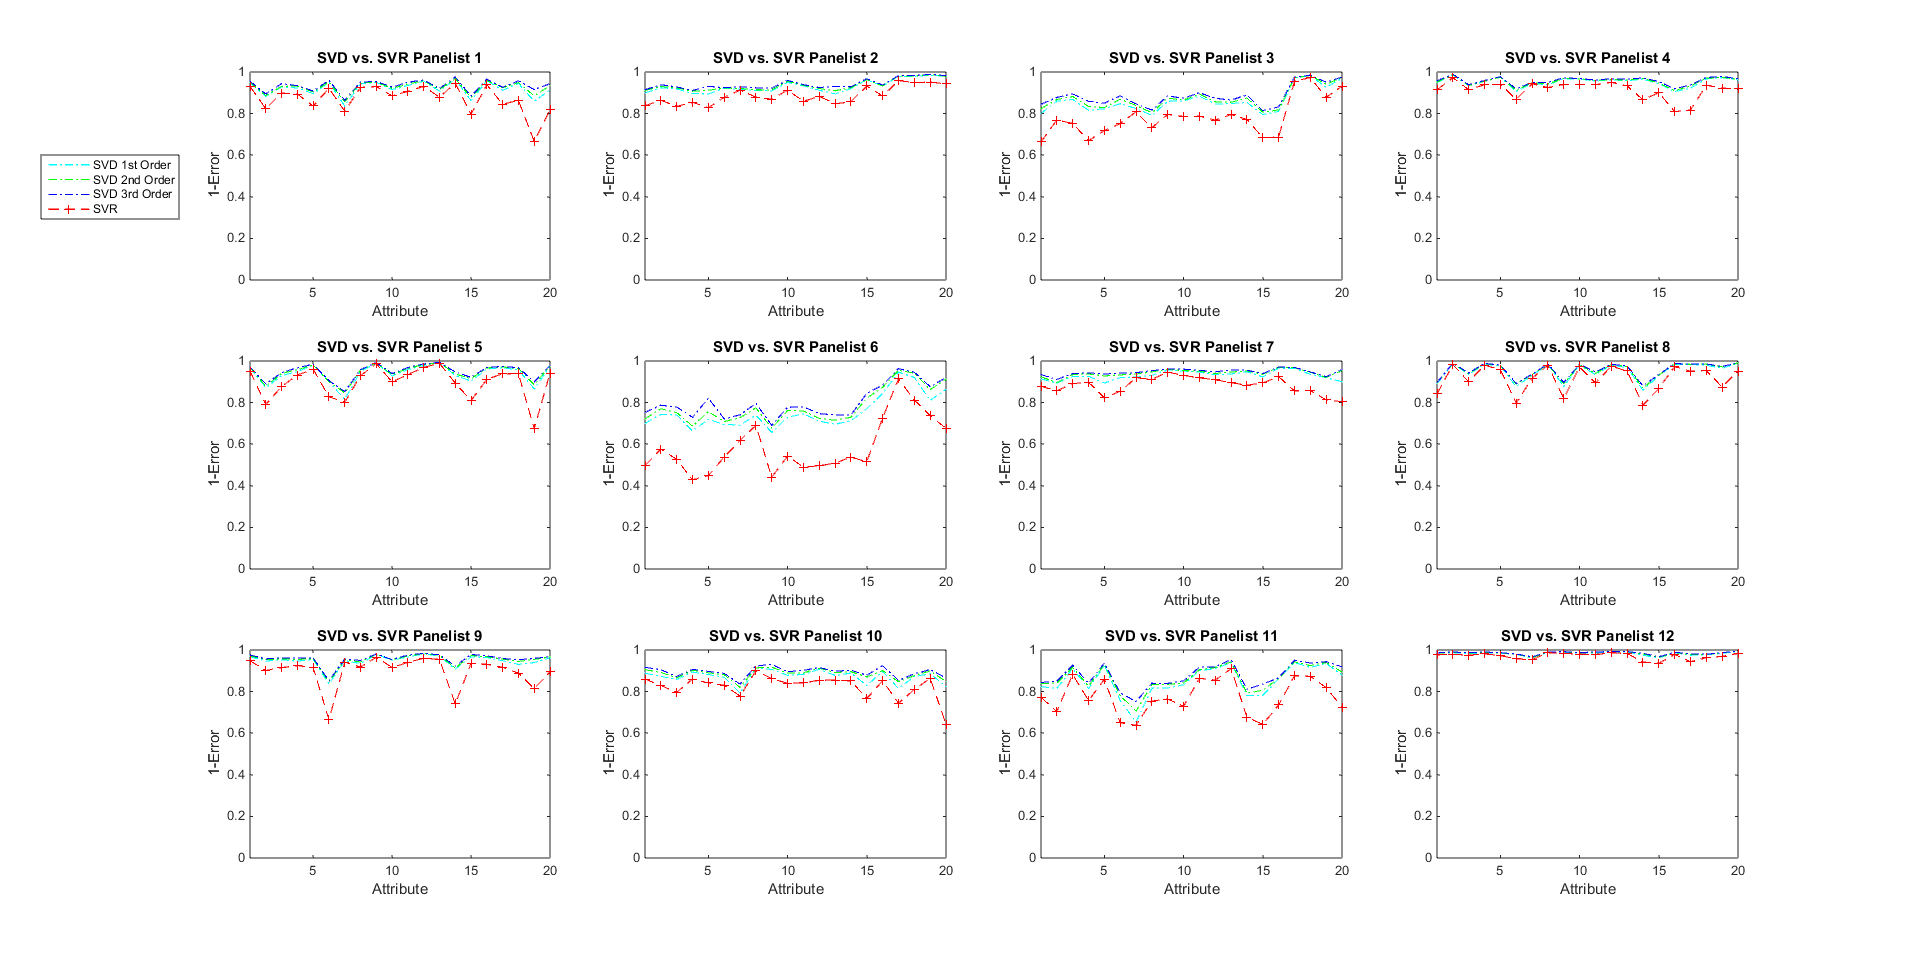 SVD 1st Order
SVD 2nd Order
SVD 3rd Order
SVR
SVD vs. SVR Panelist 1
1
0.8
0.6
0.4
0.2
0
1-Error
5 10 15 20
Attribute
SVD vs. SVR Panelist 2
1
0.8
0.6
0.4
0.2
0
1-Error
5 10 15 20
Attribute
SVD vs. SVR Panelist 3
1
0.8
0.6
0.4
0.2
0
1-Error
5 10 15 20
Attribute
SVD vs. SVR Panelist 4
1
0.8
0.6
0.4
0.2
0
1-Error
5 10 15 20
Attribute
SVD vs. SVR Panelist 5
1
0.8
0.6
0.4
0.2
0
1-Error
5 10 15 20
Attribute
SVD vs. SVR Panelist 6
1
0.8
0.6
0.4
0.2
0
1-Error
5 10 15 20
Attribute
SVD vs. SVR Panelist 7
1
0.8
0.6
0.4
0.2
0
1-Error
5 10 15 20
Attribute
SVD vs. SVR Panelist 8
1
0.8
0.6
0.4
0.2
0
1-Error
5 10 15 20
Attribute
SVD vs. SVR Panelist 9
1
0.8
0.6
0.4
0.2
0
1-Error
5 10 15 20
Attribute
SVD vs. SVR Panelist 10
1
0.8
0.6
0.4
0.2
0
1-Error
5 10 15 20
Attribute
SVD vs. SVR Panelist 11
1
0.8
0.6
0.4
0.2
0
1-Error
5 10 15 20
Attribute
SVD vs. SVR Panelist 12
1
0.8
0.6
0.4
0.2
0
1-Error
5 10 15 20
Attribute